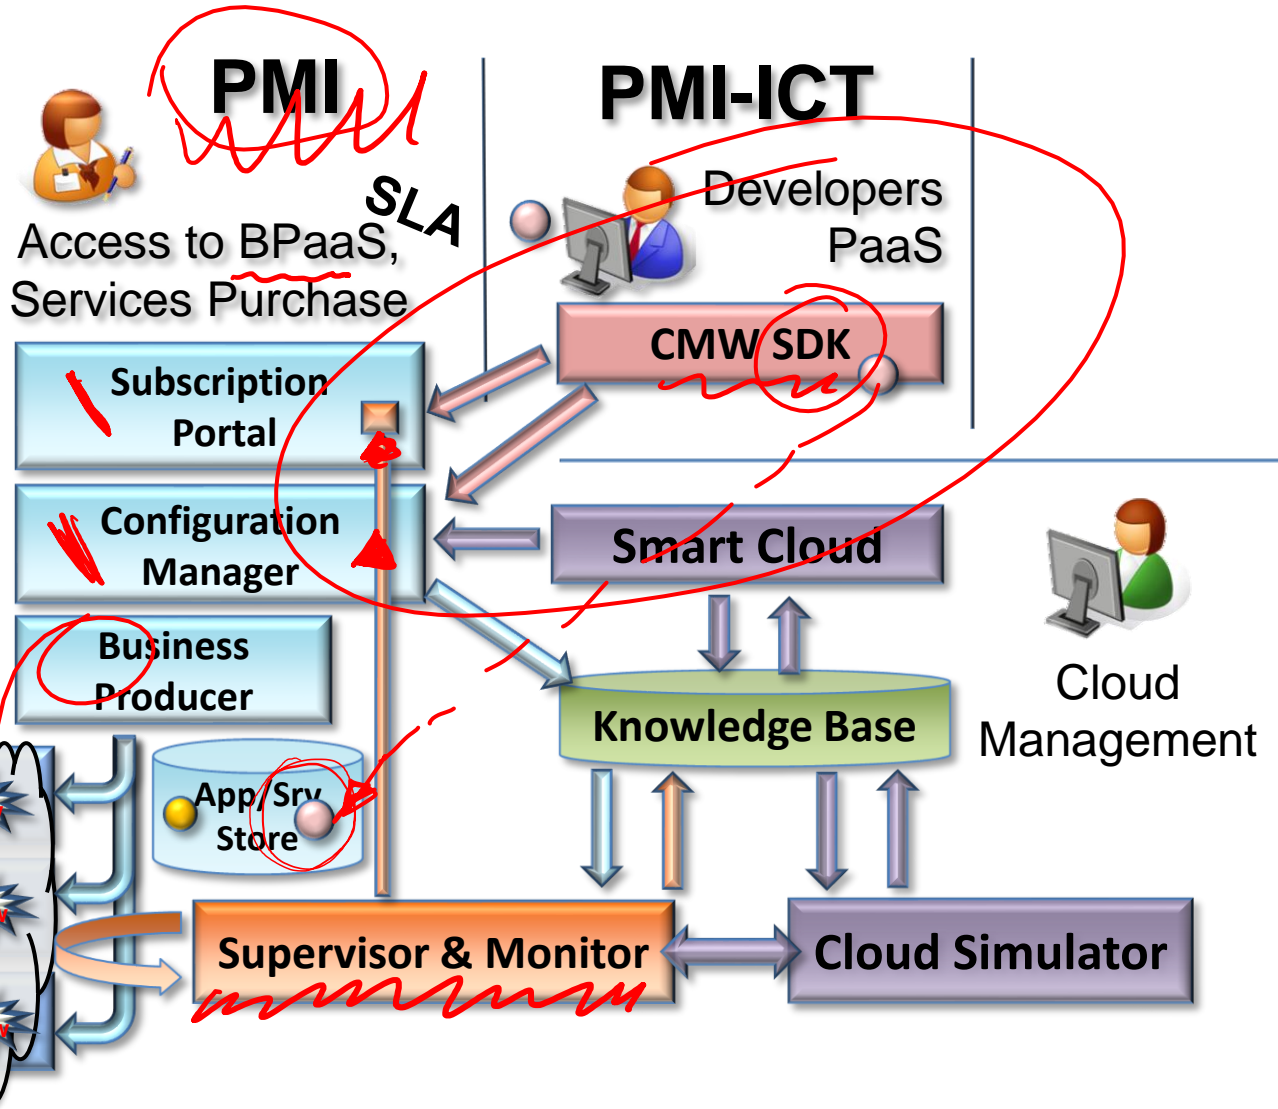 PMI
PMI-ICT
SLA
Developers
PaaS
Access to BPaaS,
Services Purchase
CMW SDK
Subscription
Portal
Configuration
Manager
Smart Cloud
Business
Producer
Knowledge Base
Cloud
Management
App/Srv
Store
Supervisor & Monitor
Cloud Simulator